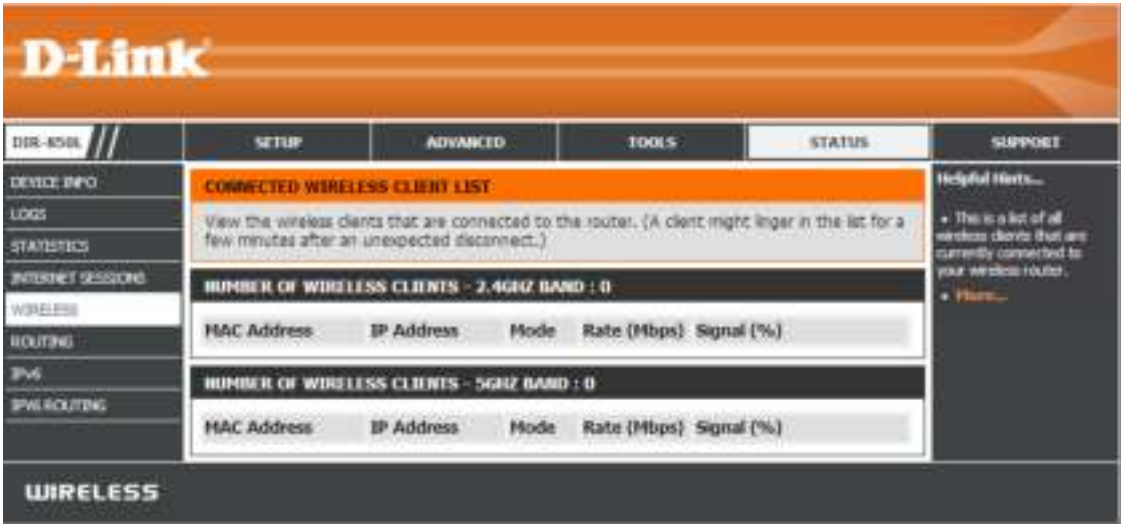 D-Link
DIR-850L
SETUP
ADVANCED
TOOLS
STATUS
SUPPORT
DEVICE INFO
LOGS
STATISTICS
INTERNET SESSIONS
WIRELESS
ROUTING
IPv6
IPV6 ROUTING
CONNECTED WIRELESS CLIENT LIST
View the wireless clients that are connected to the router. (A client might linger in the list for a
few minutes after an unexpected disconnect.)
NUMBER OF WIRELESS CLIENTS - 2.4GHZ BAND : 0
MAC Address IP Address Mode Rate (Mbps) Signal (%)
NUMBER OF WIRELESS CLIENTS - 5GHZ BAND : 0
MAC Address IP Address Mode Rate (Mbps) Signal (%)
Helpful Hints...
• This is a list of all
wireless clients that are
currently connected to
your wireless router.
• More...
WIRELESS